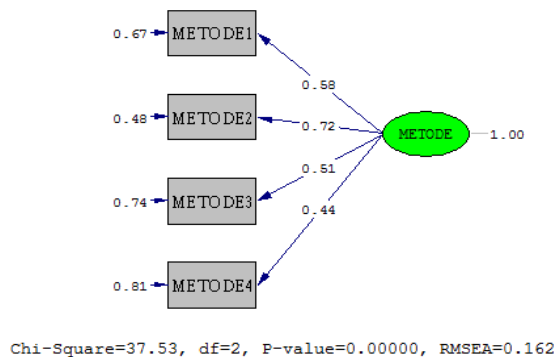 0.67 METODE1
0.58
0.48 METODE2
0.72
METODE 1.00
0.51
0.74 METODE3
0.44
0.81 METODE4
Chi-Square=37.53, df=2, P-value=0.00000, RMSEA=0.162